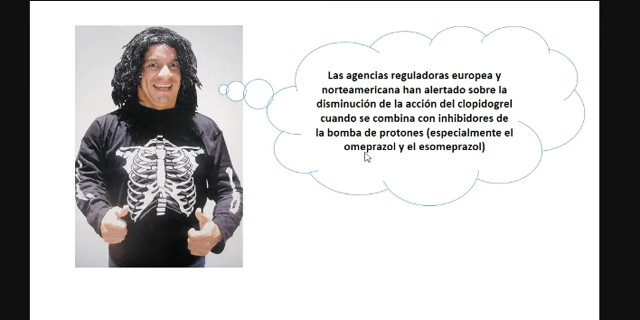 Las agencias reguladoras europea y
norteamericana han alertado sobre la
disminución de la acción del clopidogrel
cuando se combina con inhibidores de
la bomba de protones (especialmente el
omeprazol y el esomeprazol)